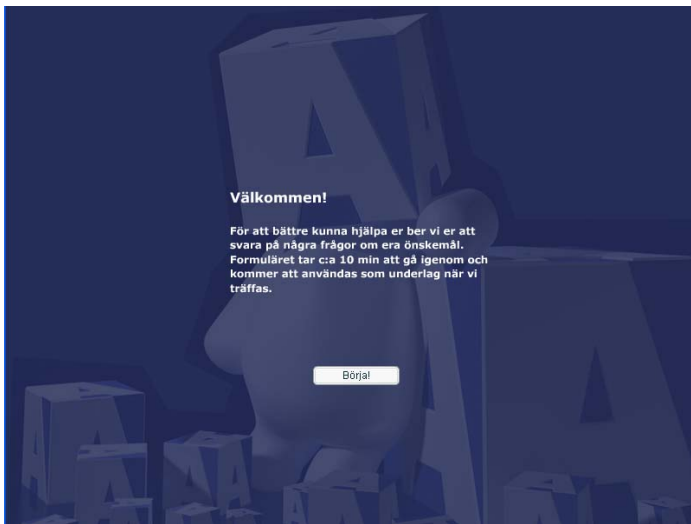 Välkommen!
För att bättre kunna hjälpa er ber vi er att
svara på några frågor om era önskemål.
Formuläret tar c:a 10 min att gå igenom och
kommer att användas som underlag när vi
träffas.
Börja!